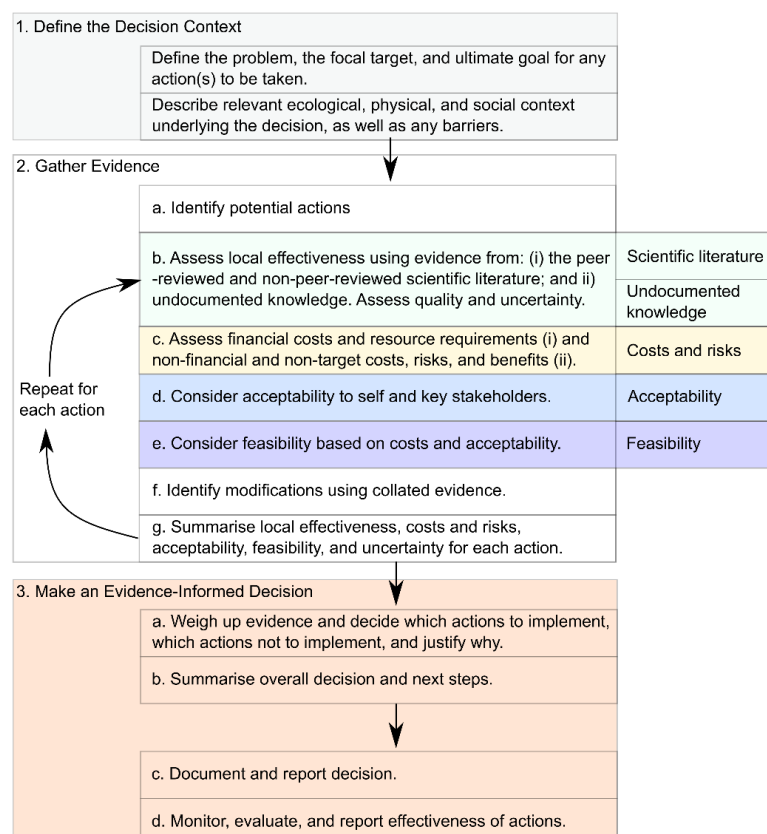 1. Define the Decision Context
Define the problem, the focal target, and ultimate goal for any
action(s) to be taken.
Describe relevant ecological, physical, and social context
underlying the decision, as well as any barriers.
2. Gather Evidence
a. Identify potential actions
b. Assess local effectiveness using evidence from: (i) the peer
-reviewed and non-peer-reviewed scientific literature; and ii)
undocumented knowledge. Assess quality and uncertainty.
Scientific literature
Undocumented
knowledge
c. Assess financial costs and resource requirements (i) and
non-financial and non-target costs, risks, and benefits (ii).
Costs and risks
Repeat for
each action
d. Consider acceptability to self and key stakeholders.
Acceptability
e. Consider feasibility based on costs and acceptability.
Feasibility
f. Identify modifications using collated evidence.
g. Summarise local effectiveness, costs and risks,
acceptability, feasibility, and uncertainty for each action.
3. Make an Evidence-Informed Decision
a. Weigh up evidence and decide which actions to implement,
which actions not to implement, and justify why.
b. Summarise overall decision and next steps.
c. Document and report decision.
d. Monitor, evaluate, and report effectiveness of actions.